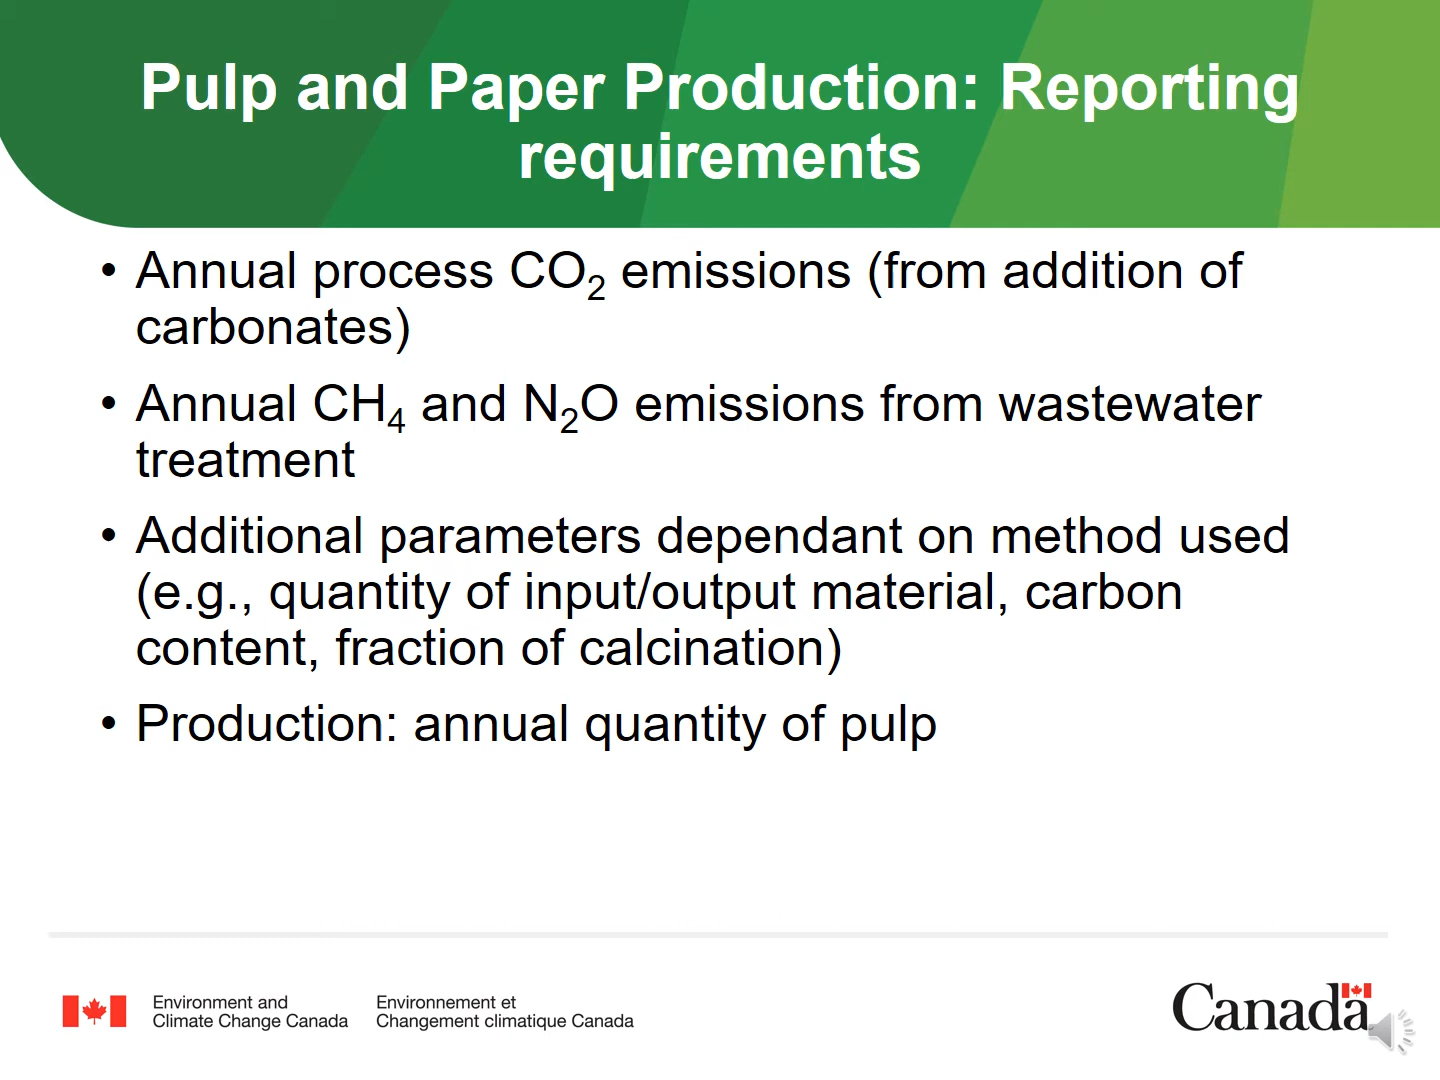 Pulp and Paper Production: Reporting
requirements
• Annual process CO₂ emissions (from addition of
carbonates)
• Annual CH₄ and N₂O emissions from wastewater
treatment
• Additional parameters dependant on method used
(e.g., quantity of input/output material, carbon
content, fraction of calcination)
• Production: annual quantity of pulp
Environment and
Climate Change Canada
Environnement et
Changement climatique Canada
Canada